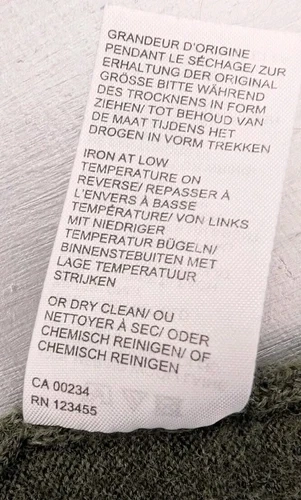 GRANDEUR D'ORIGINE
PENDANT LE SÉCHAGE/ ZUR
ERHALTUNG DER ORIGINAL
GRÖSSE BITTE WÄHREND
DES TROCKNENS IN FORM
ZIEHEN/ TOT BEHOUD VAN
DE MAAT TIJDENS HET
DROGEN IN VORM TREKKEN
IRON AT LOW
TEMPERATURE ON
REVERSE/ REPASSER À
L'ENVERS À BASSE
TEMPÉRATURE/ VON LINKS
MIT NIEDRIGER
TEMPERATUR BÜGELN/
BINNENSTEBUITEN MET
LAGE TEMPERATUUR
STRIJKEN
OR DRY CLEAN/ OU
NETTOYER À SEC/ ODER
CHEMISCH REINIGEN/ OF
CHEMISCH REINIGEN
CA 00234
RN 123455